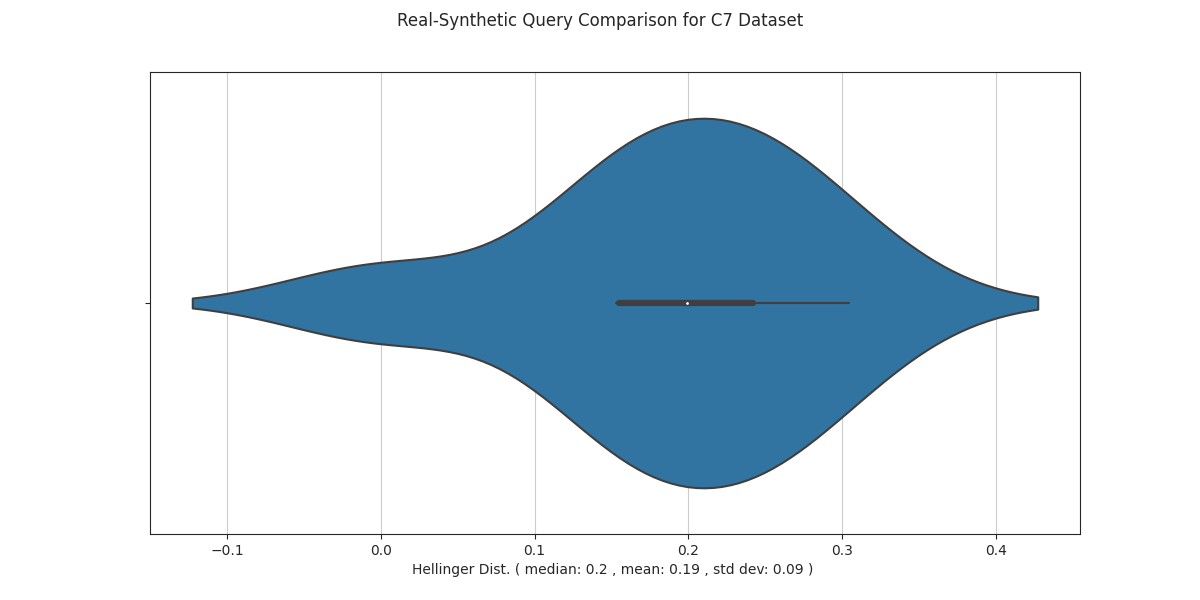 Real-Synthetic Query Comparison for C7 Dataset
−0.1 0.0 0.1 0.2 0.3 0.4
Hellinger Dist. ( median: 0.2 , mean: 0.19 , std dev: 0.09 )